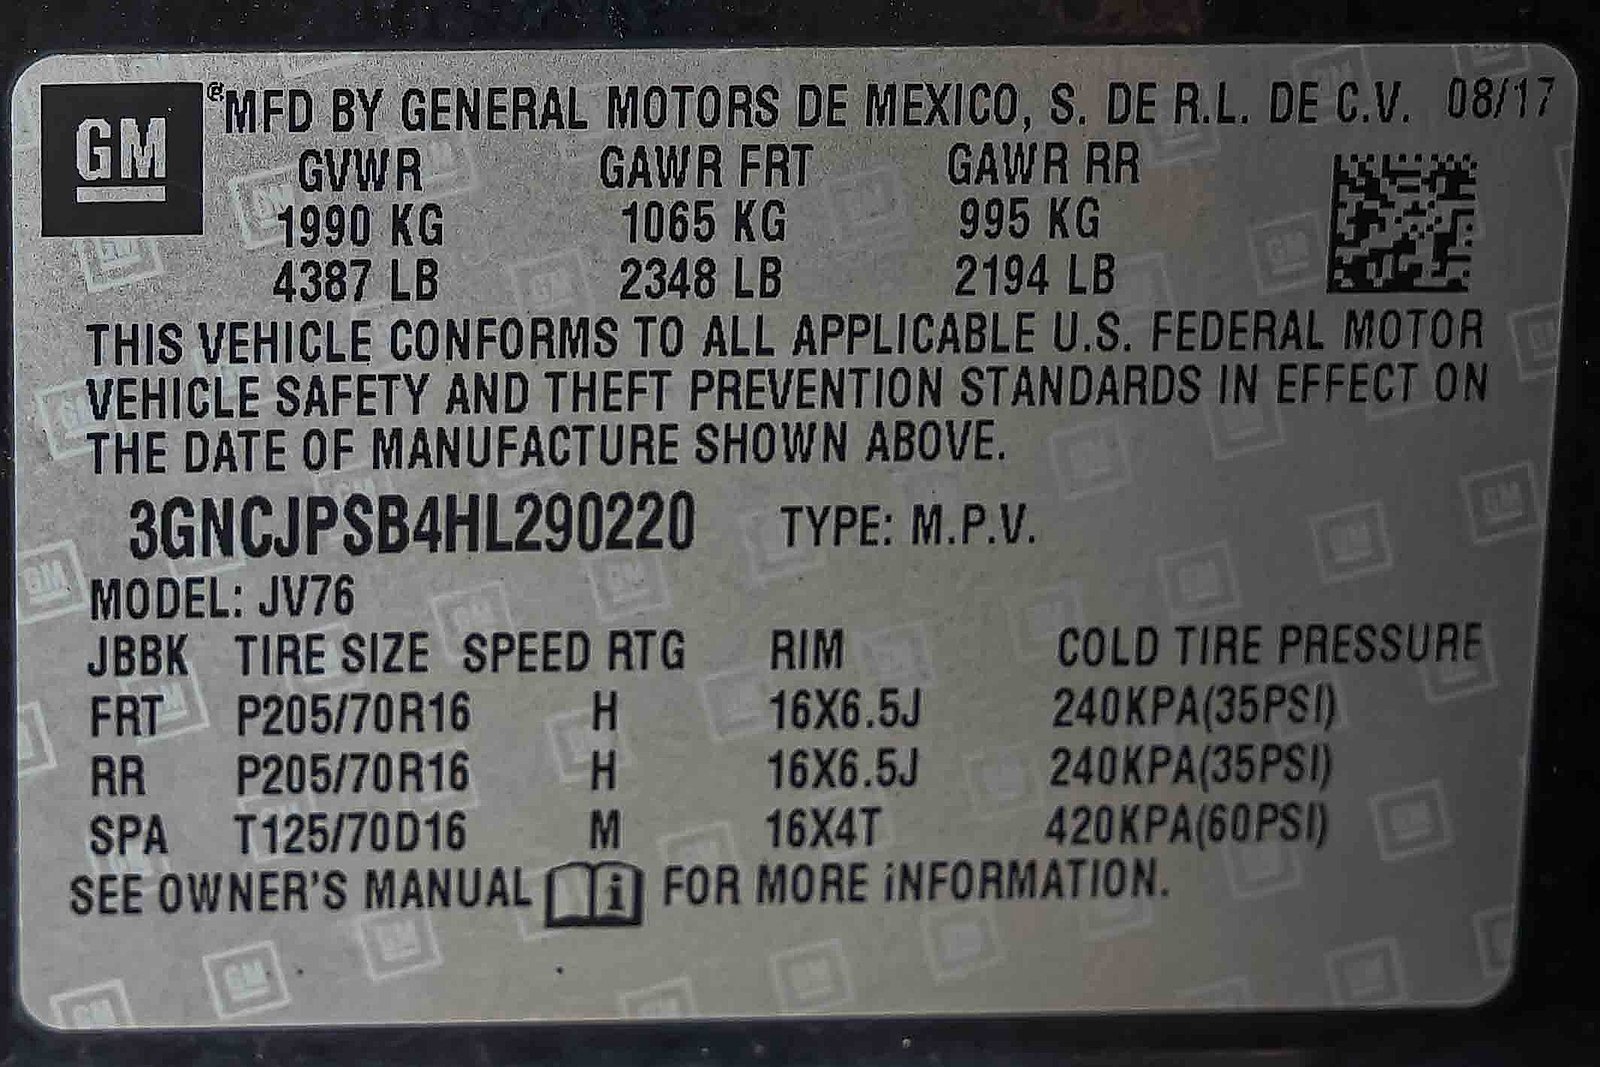 GM
®MFD BY GENERAL MOTORS DE MEXICO, S. DE R.L. DE C.V. 08/17
GVWR GAWR FRT GAWR RR
1990 KG 1065 KG 995 KG
4387 LB 2348 LB 2194 LB
THIS VEHICLE CONFORMS TO ALL APPLICABLE U.S. FEDERAL MOTOR
VEHICLE SAFETY AND THEFT PREVENTION STANDARDS IN EFFECT ON
THE DATE OF MANUFACTURE SHOWN ABOVE.
3GNCJPSB4HL290220 TYPE: M.P.V.
MODEL: JV76
JBBK TIRE SIZE SPEED RTG RIM COLD TIRE PRESSURE
FRT P205/70R16 H 16X6.5J 240KPA(35PSI)
RR P205/70R16 H 16X6.5J 240KPA(35PSI)
SPA T125/70D16 M 16X4T 420KPA(60PSI)
SEE OWNER'S MANUAL i FOR MORE iNFORMATION.